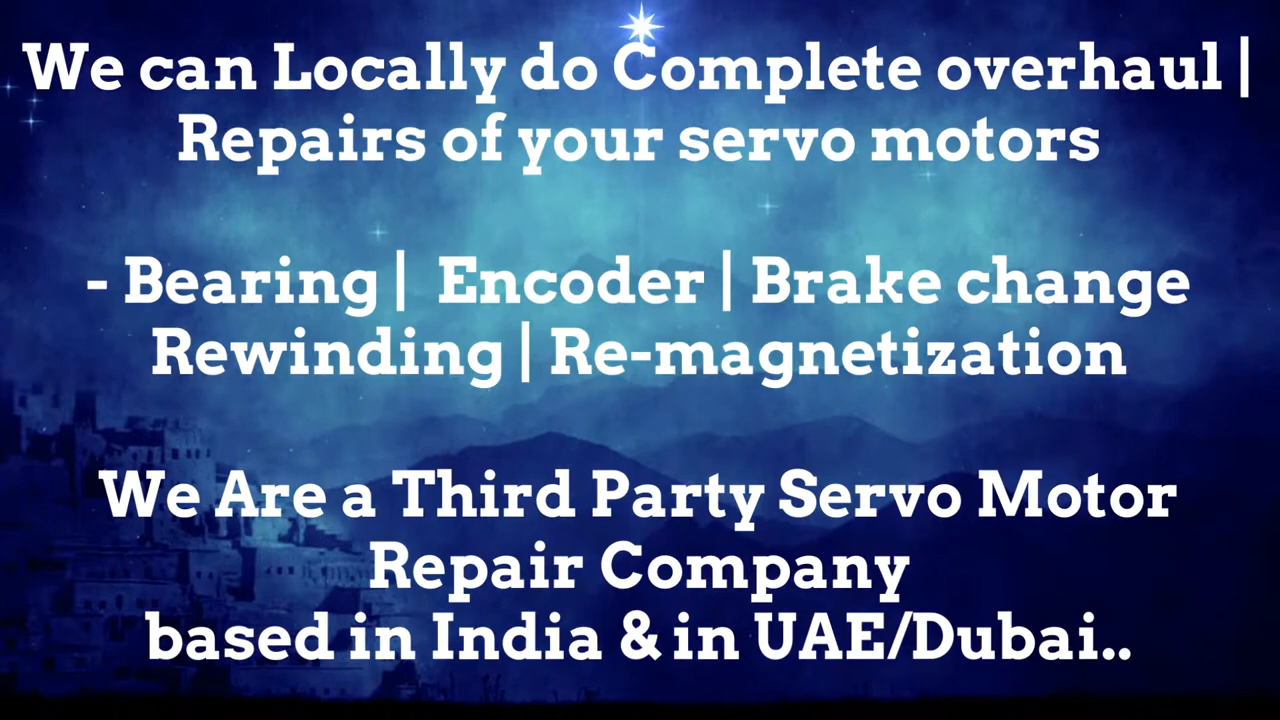 We can Locally do Complete overhaul |
Repairs of your servo motors
- Bearing | Encoder | Brake change
Rewinding | Re-magnetization
We Are a Third Party Servo Motor
Repair Company
based in India & in UAE/Dubai..